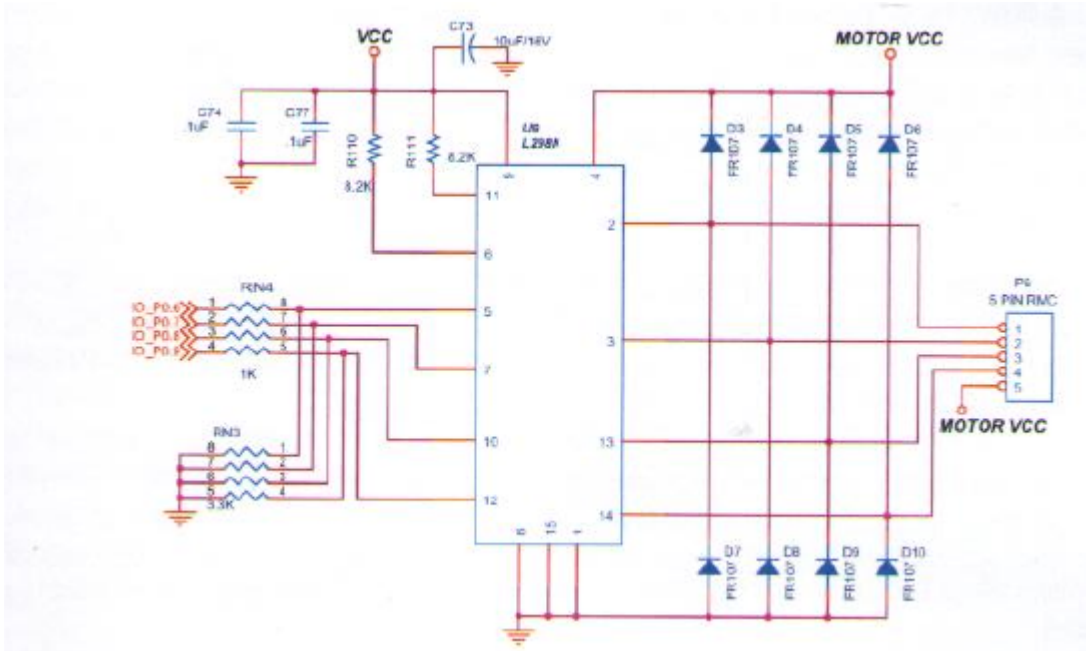 VCC
C73
10uF/16V
MOTOR VCC
C74
.1uF
C77
.1uF
R110
8.2K
R111
8.2K
L298N
9
4
11
6
5
7
10
12
2
3
13
14
8
15
1
D3
FR107
D4
FR107
D5
FR107
D6
FR107
RN4
IO_P0.6
1
8
IO_P0.7
2
7
IO_P0.8
3
6
IO_P0.9
4
5
1K
RN3
8
1
7
2
6
3
5
4
3.3K
P6
5 PIN RMC
1
2
3
4
5
MOTOR VCC
D7
FR107
D8
FR107
D9
FR107
D10
FR107